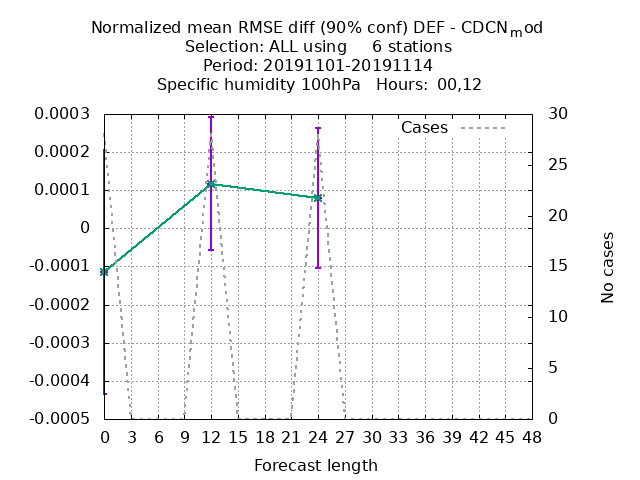 Normalized mean RMSE diff (90% conf) DEF - CDCNmod
Selection: ALL using 6 stations
Period: 20191101-20191114
Specific humidity 100hPa Hours: 00,12
Cases
0.0003
0.0002
0.0001
0
-0.0001
-0.0002
-0.0003
-0.0004
-0.0005
30
25
20
15
10
5
0
No cases
0 3 6 9 12 15 18 21 24 27 30 33 36 39 42 45 48
Forecast length